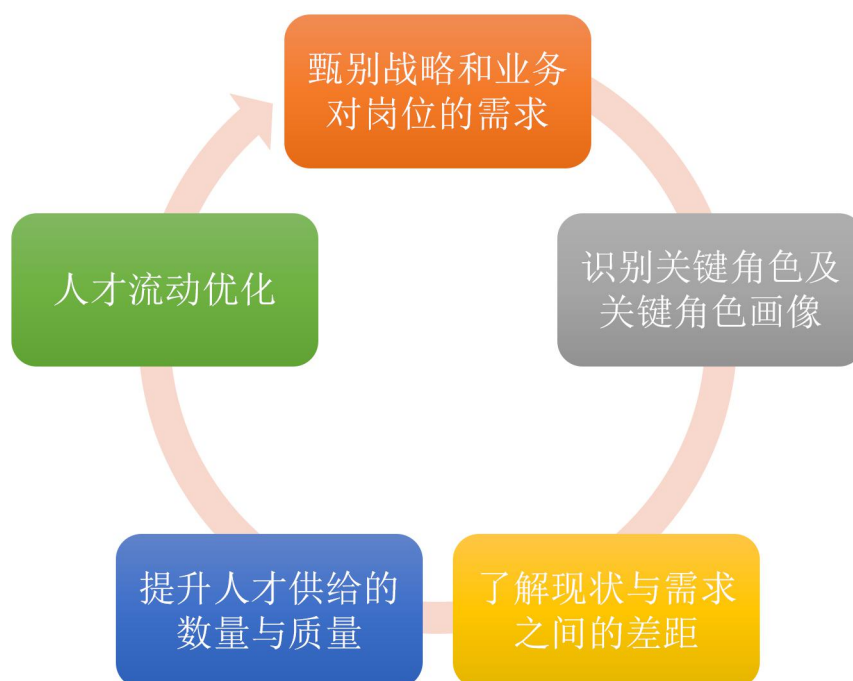 甄别战略和业务
对岗位的需求
识别关键角色及
关键角色画像
了解现状与需求
之间的差距
提升人才供给的
数量与质量
人才流动优化